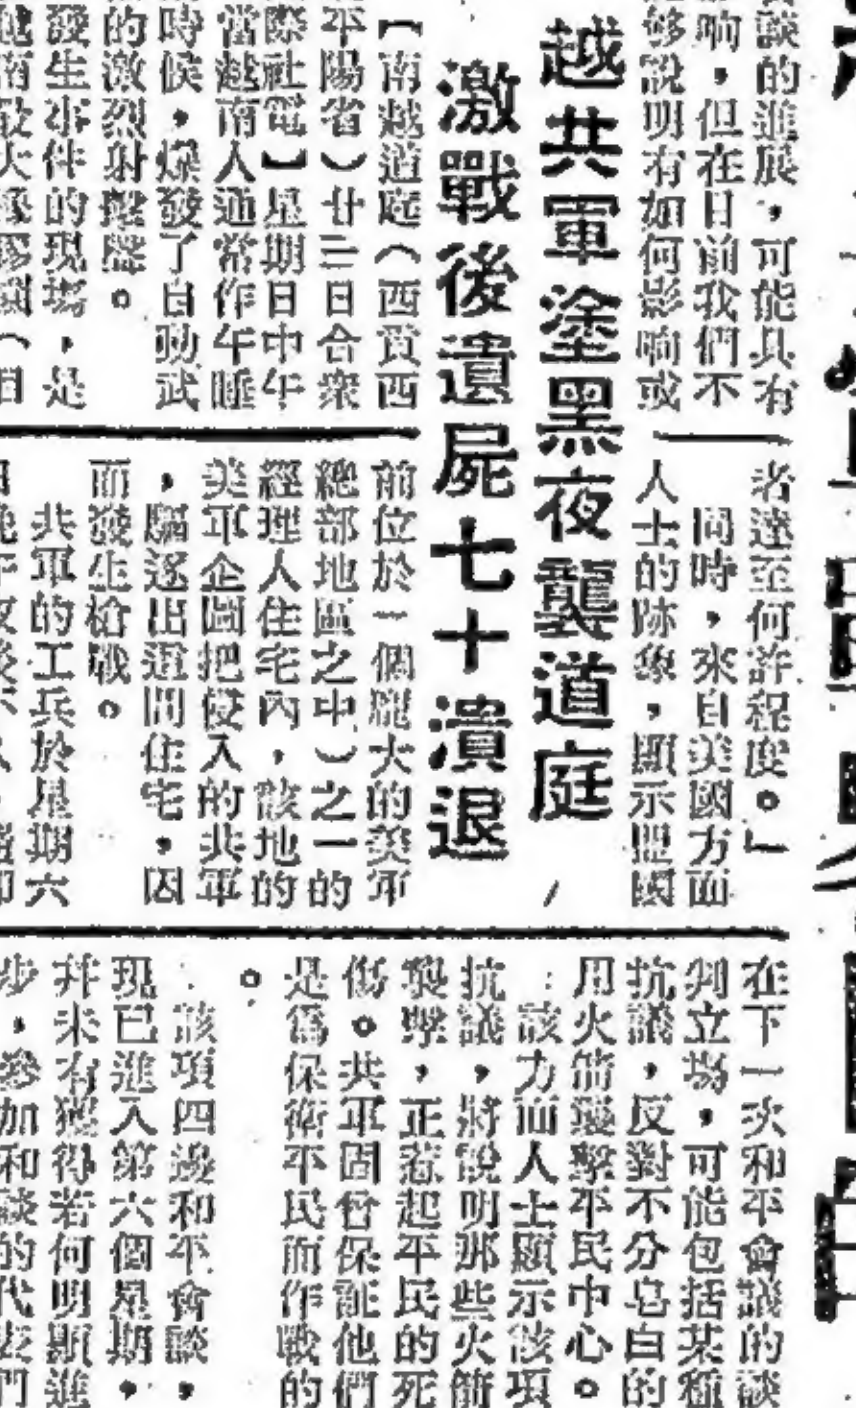 談的進展，可能具有
响，但在日前我們不
能够說明有如何影响或
者達至何許程度。」
同時，來自美國方面
人士的跡象，顯示盟國
在下一次和平會議的談
判立場，可能包括某種
抗議，反對不分皂白的
用火箭襲擊平民中心。
該方面人士顯示該項
抗議，將說明那些火箭
襲擊，正惹起平民的死
傷。共軍固曾保証他們
是爲保衛平民而作戰的
。
該項四邊和平會談，
現已進入第六個星期，
并未有獲得若何明顯進
步，參加和談的代表們
越共軍塗黑夜襲道庭
激戰後遺屍七十潰退
【南越道庭（西貢西
平陽省）廿三日合衆
際社電】星期日中午
當越南人通常作午睡
時候，爆發了自動武
的激烈射擊聲。
發生事件的現場，是
前位於一個龐大的美軍
總部地區之中）之一的
經理人住宅內，該地的
美軍企圖把侵入的共軍
，驅逐出這間住宅，因
而發生槍戰。
共軍的工兵於星期六